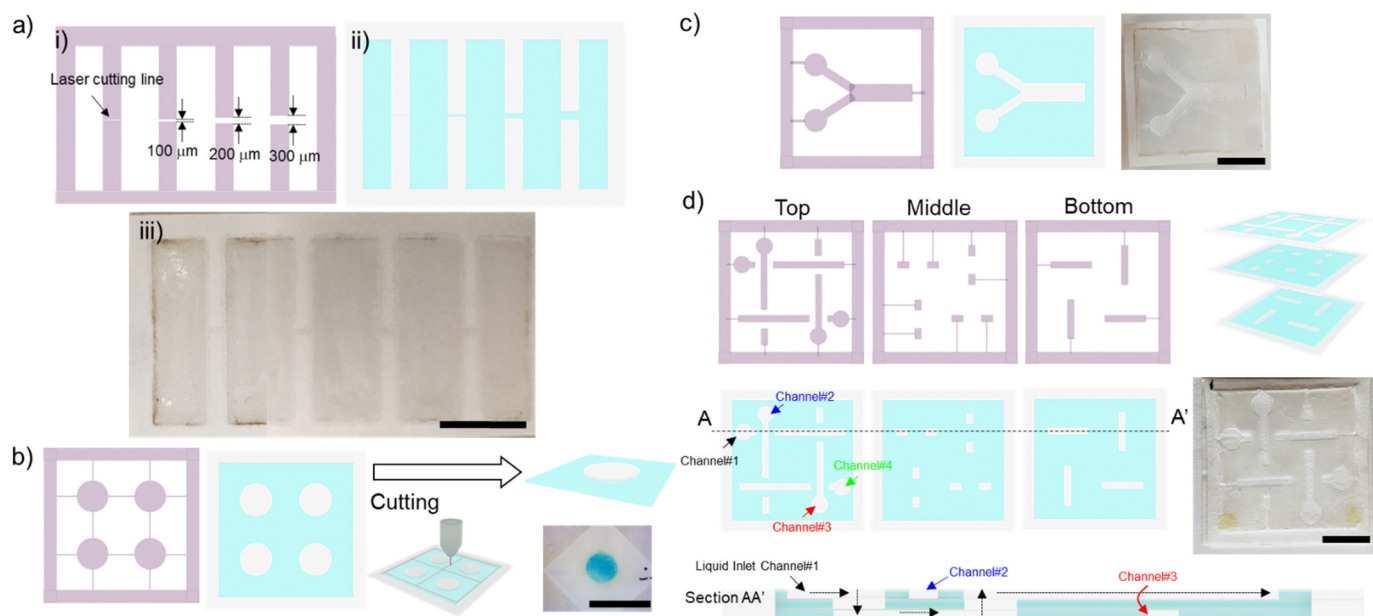 a)
i)
ii)
Laser cutting line
100 μm
200 μm
300 μm
iii)
b)
Cutting
c)
d)
Top
Middle
Bottom
A
A’
Channel#2
Channel#1
Channel#4
Channel#3
Liquid Inlet Channel#1
Channel#2
Channel#3
Section AA’